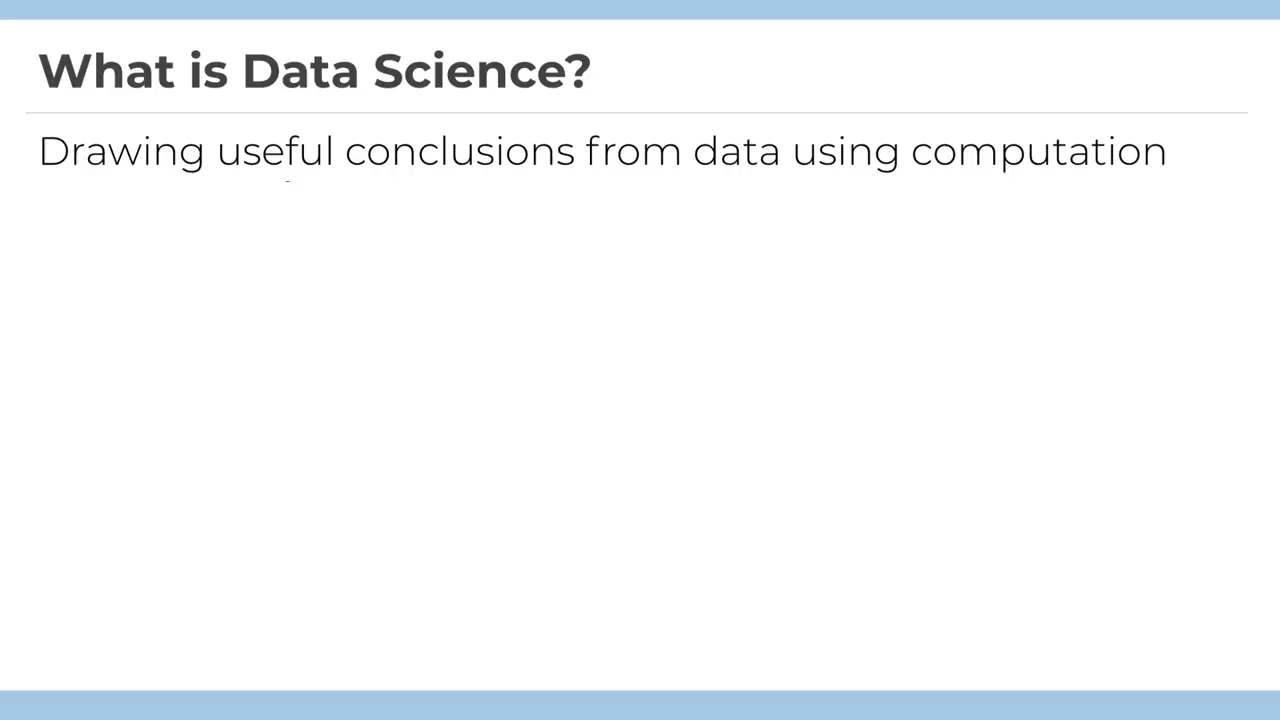 What is Data Science?
Drawing useful conclusions from data using computation